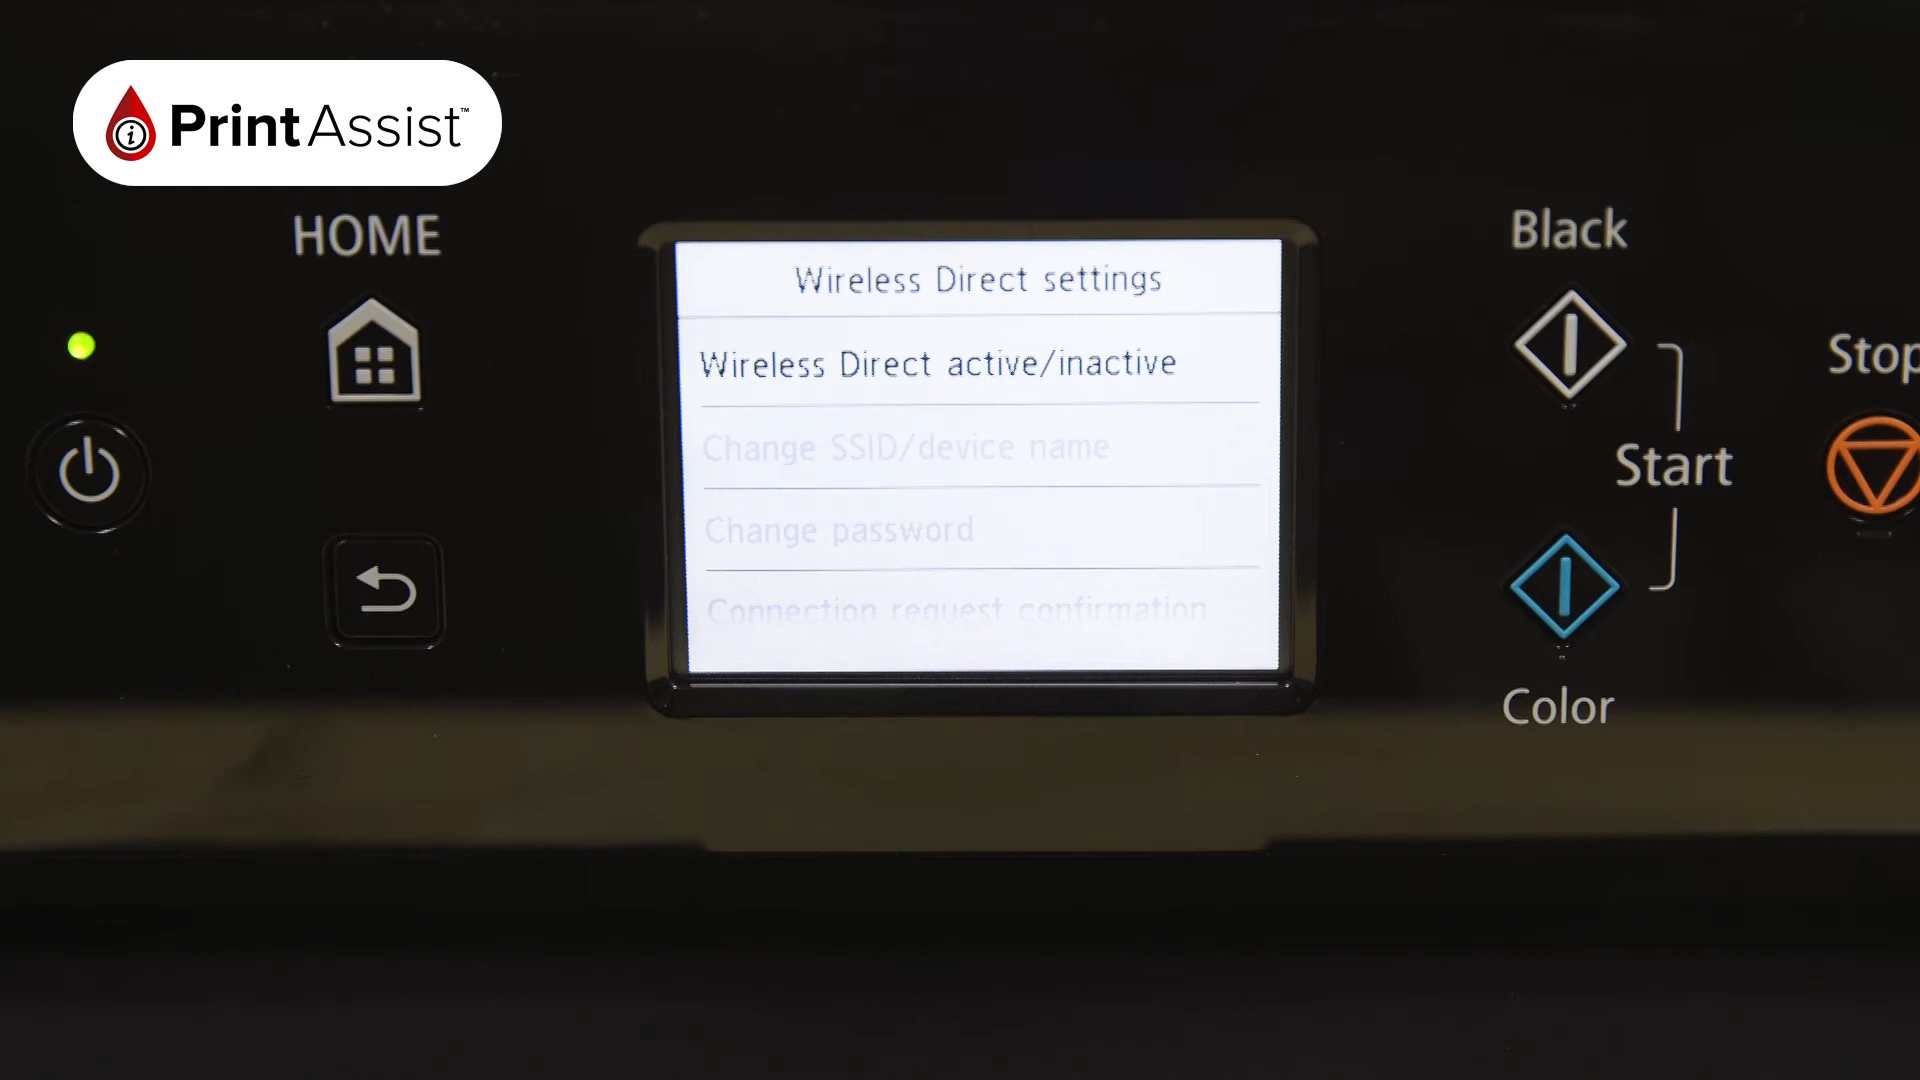 PrintAssist™
HOME
Black
Wireless Direct settings
Wireless Direct active/inactive
Stop
Change SSID/device name
Start
Change password
Connection request confirmation
Color